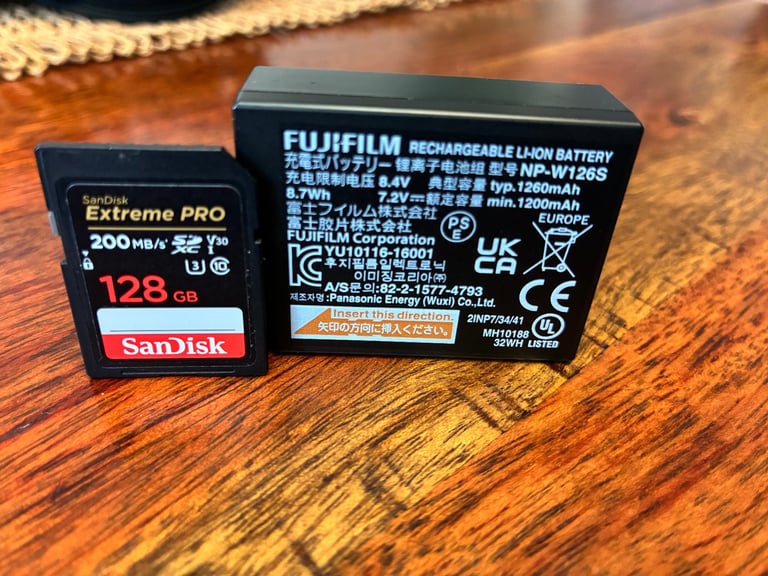 SanDisk
Extreme PRO
200 MB/s* SDXC I V30
U3 10
128 GB
SanDisk
FUJIFILM RECHARGEABLE LI-ION BATTERY
充電式バッテリー 锂离子电池组 型号 NP-W126S
充电限制电压 8.4V 典型容量 typ.1260mAh
8.7Wh 7.2V⎓ 额定容量 min.1200mAh
富士フイルム株式会社
富士胶片株式会社
FUJIFILM Corporation
PSE
EUROPE
YU10116-16001
후지필름일렉트로닉
이미징코리아㈜
A/S문의:82-2-1577-4793
제조자명:Panasonic Energy (Wuxi) Co.,Ltd.
UK
CA
CE
Insert this direction.
矢印の方向に挿入ください。
2INP7/34/41
MH10188
32WH
UL
LISTED